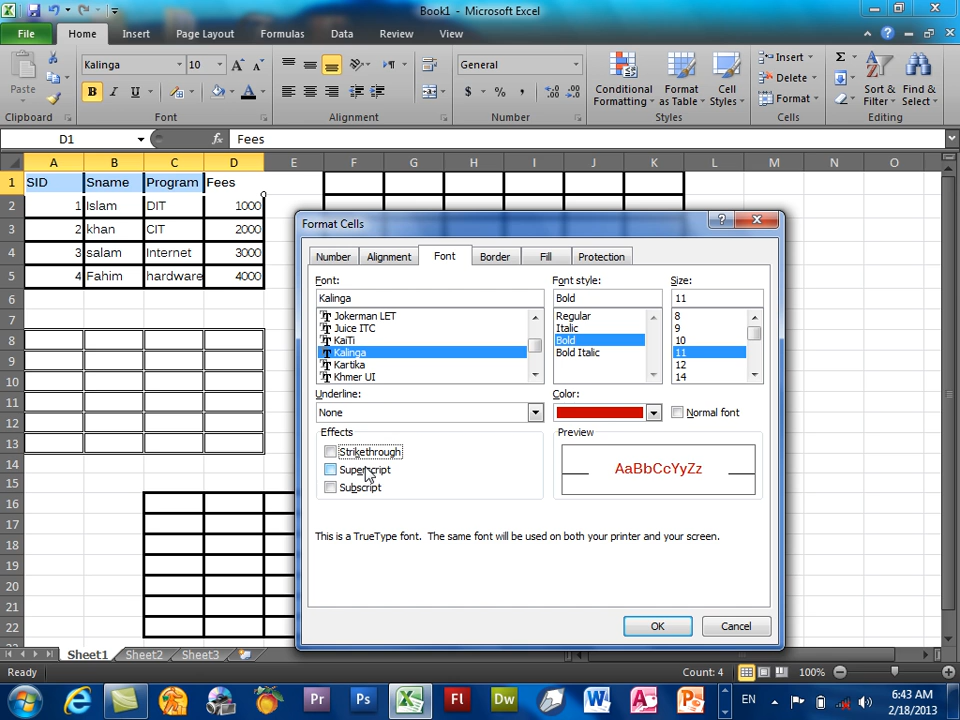 Book1 - Microsoft Excel
File Home Insert Page Layout Formulas Data Review View
Kalinga 10 A A General Insert Σ
Paste Conditional Format Cell Delete Sort & Find &
B I U A $ % , .0 .00 Formatting as Table Styles Format Filter Select
Clipboard Font Alignment Number Styles Cells Editing
D1 fx Fees
A B C D E F G H I J K L M N O
1 SID Sname Program Fees
2 1 Islam DIT 1000
3 2 khan CIT 2000
4 3 salam Internet 3000
5 4 Fahim hardware 4000
6
7
8
9
10
11
12
13
14
15
16
17
18
19
20
21
22
Format Cells
Number Alignment Font Border Fill Protection
Font: Font style: Size:
Kalinga Bold 11
Jokerman LET Regular 8
Juice ITC Italic 9
KaiTi Bold 10
Kalinga Bold Italic 11
Kartika 12
Khmer UI 14
Underline: Color:
None Normal font
Effects Preview
Strikethrough
Superscript AaBbCcYyZz
Subscript
This is a TrueType font. The same font will be used on both your printer and your screen.
OK Cancel
Sheet1 Sheet2 Sheet3
Ready Count: 4 100%
Pr Ps Fl Dw W A P EN 6:43 AM
2/18/2013